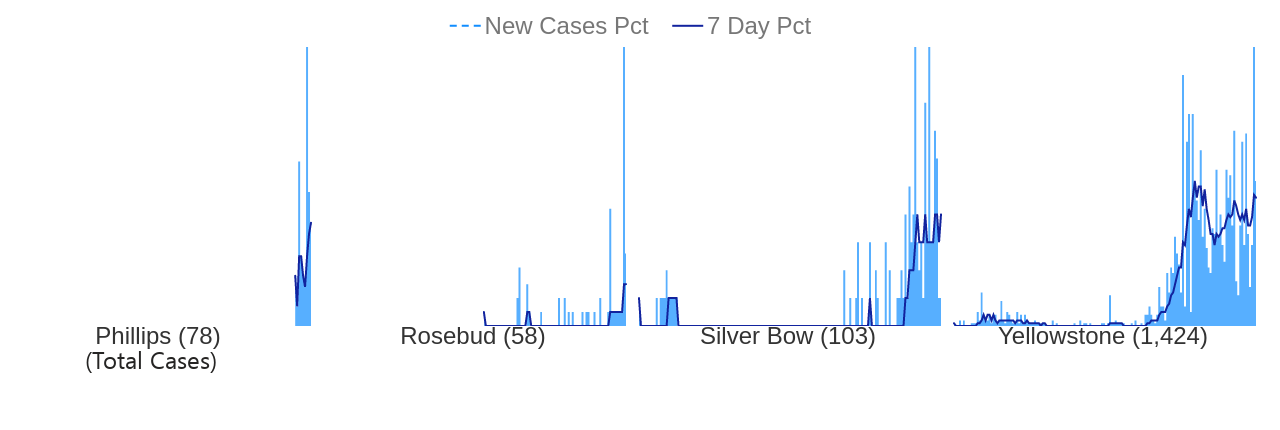 New Cases Pct 7 Day Pct
Phillips (78) Rosebud (58) Silver Bow (103) Yellowstone (1,424)
(Total Cases)